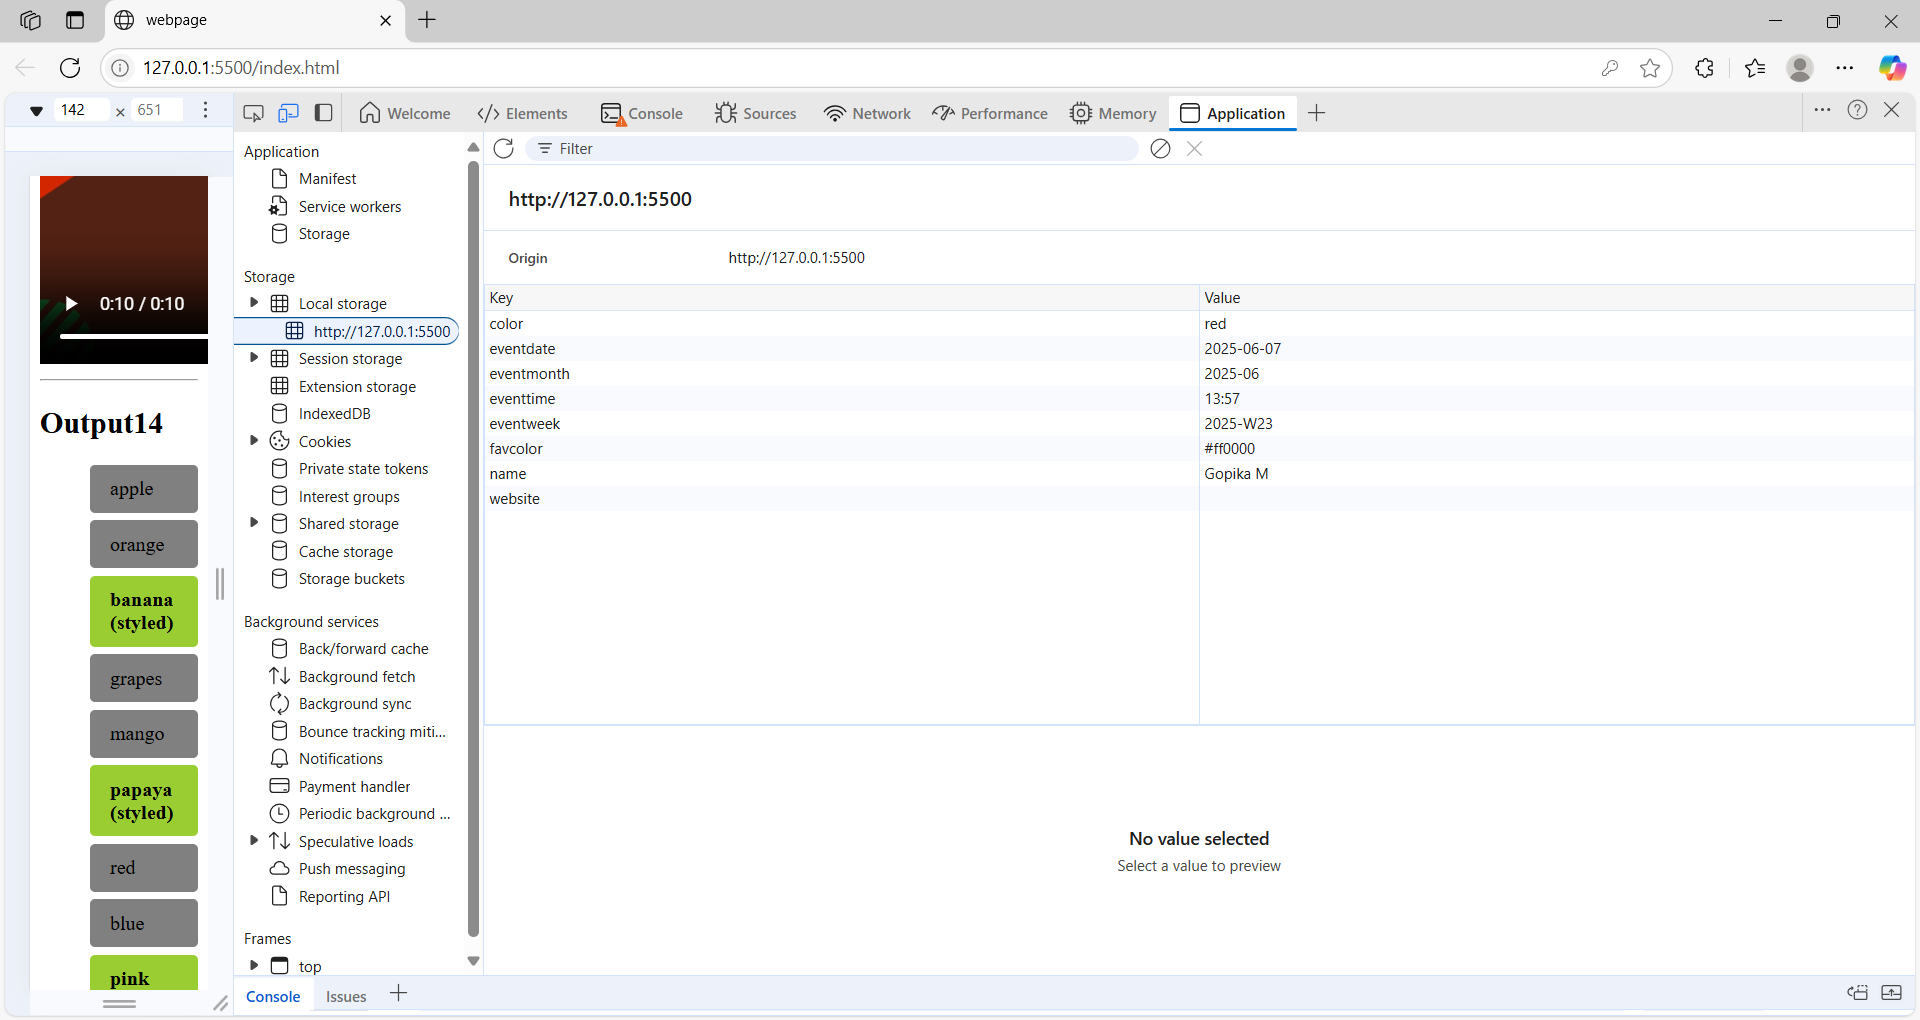 webpage
127.0.0.1:5500/index.html
142 × 651
Welcome Elements Console Sources Network Performance Memory Application
0:10 / 0:10
Output14
apple
orange
banana
(styled)
grapes
mango
papaya
(styled)
red
blue
pink
Application
Manifest
Service workers
Storage
Storage
Local storage
http://127.0.0.1:5500
Session storage
Extension storage
IndexedDB
Cookies
Private state tokens
Interest groups
Shared storage
Cache storage
Storage buckets
Background services
Back/forward cache
Background fetch
Background sync
Bounce tracking miti...
Notifications
Payment handler
Periodic background ...
Speculative loads
Push messaging
Reporting API
Frames
top
Filter
http://127.0.0.1:5500
Origin http://127.0.0.1:5500
Key Value
color red
eventdate 2025-06-07
eventmonth 2025-06
eventtime 13:57
eventweek 2025-W23
favcolor #ff0000
name Gopika M
website
No value selected
Select a value to preview
Console Issues